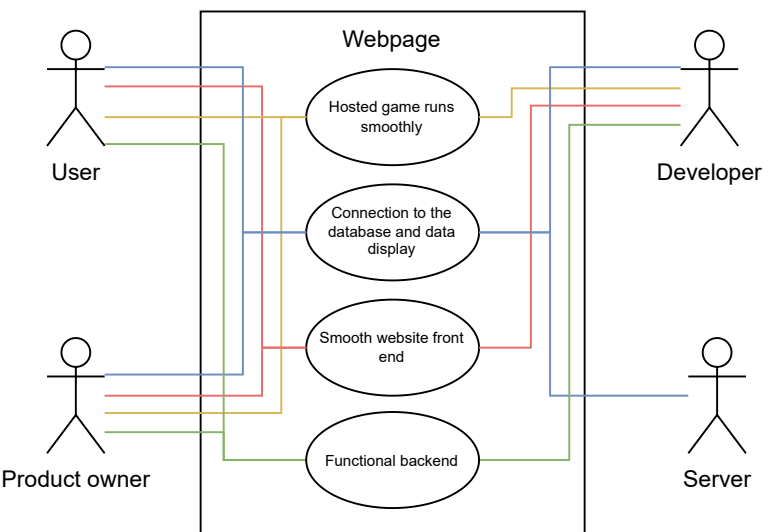 Webpage
Hosted game runs
smoothly
User
Developer
Connection to the
database and data
display
Smooth website front
end
Functional backend
Product owner
Server